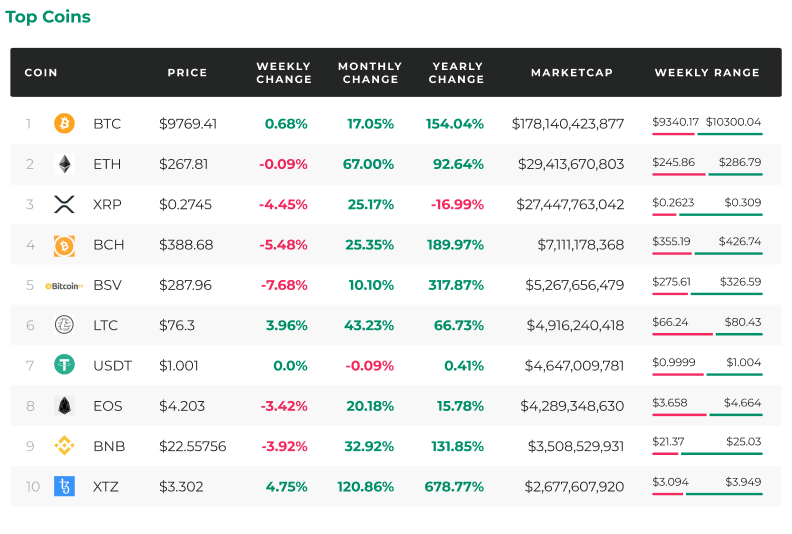 Top Coins
COIN PRICE WEEKLY CHANGE MONTHLY CHANGE YEARLY CHANGE MARKETCAP WEEKLY RANGE
1 BTC $9769.41 0.68% 17.05% 154.04% $178,140,423,877 $9340.17 $10300.04
2 ETH $267.81 -0.09% 67.00% 92.64% $29,413,670,803 $245.86 $286.79
3 XRP $0.2745 -4.45% 25.17% -16.99% $27,447,763,042 $0.2623 $0.309
4 BCH $388.68 -5.48% 25.35% 189.97% $7,111,178,368 $355.19 $426.74
5 Bitcoin BSV $287.96 -7.68% 10.10% 317.87% $5,267,656,479 $275.61 $326.59
6 LTC $76.3 3.96% 43.23% 66.73% $4,916,240,418 $66.24 $80.43
7 USDT $1.001 0.0% -0.09% 0.41% $4,647,009,781 $0.9999 $1.004
8 EOS $4.203 -3.42% 20.18% 15.78% $4,289,348,630 $3.658 $4.664
9 BNB $22.55756 -3.92% 32.92% 131.85% $3,508,529,931 $21.37 $25.03
10 XTZ $3.302 4.75% 120.86% 678.77% $2,677,607,920 $3.094 $3.949